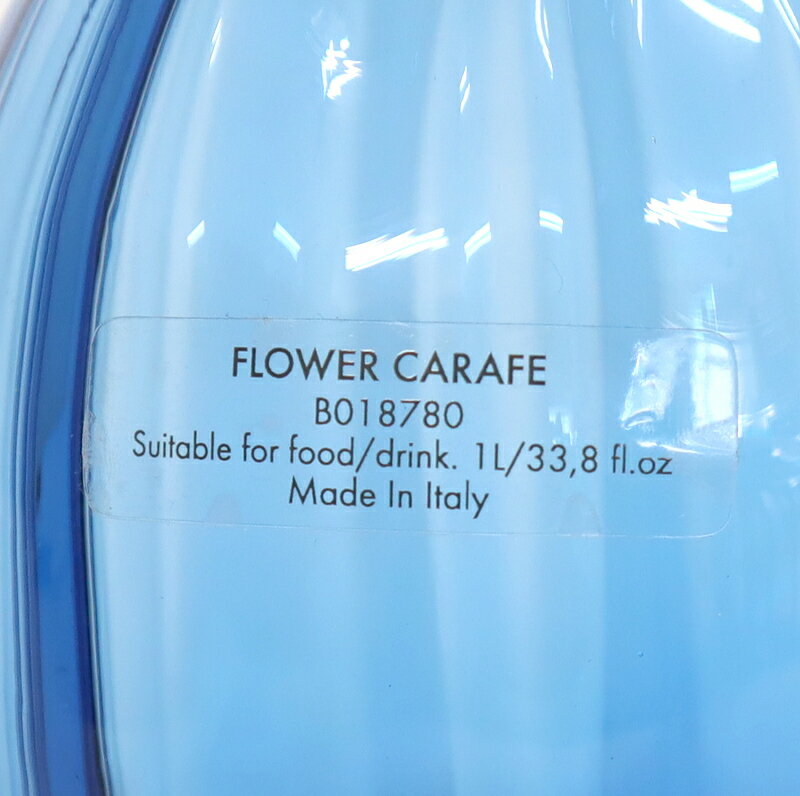 FLOWER CARAFE
B018780
Suitable for food/drink. 1L/33,8 fl.oz
Made In Italy